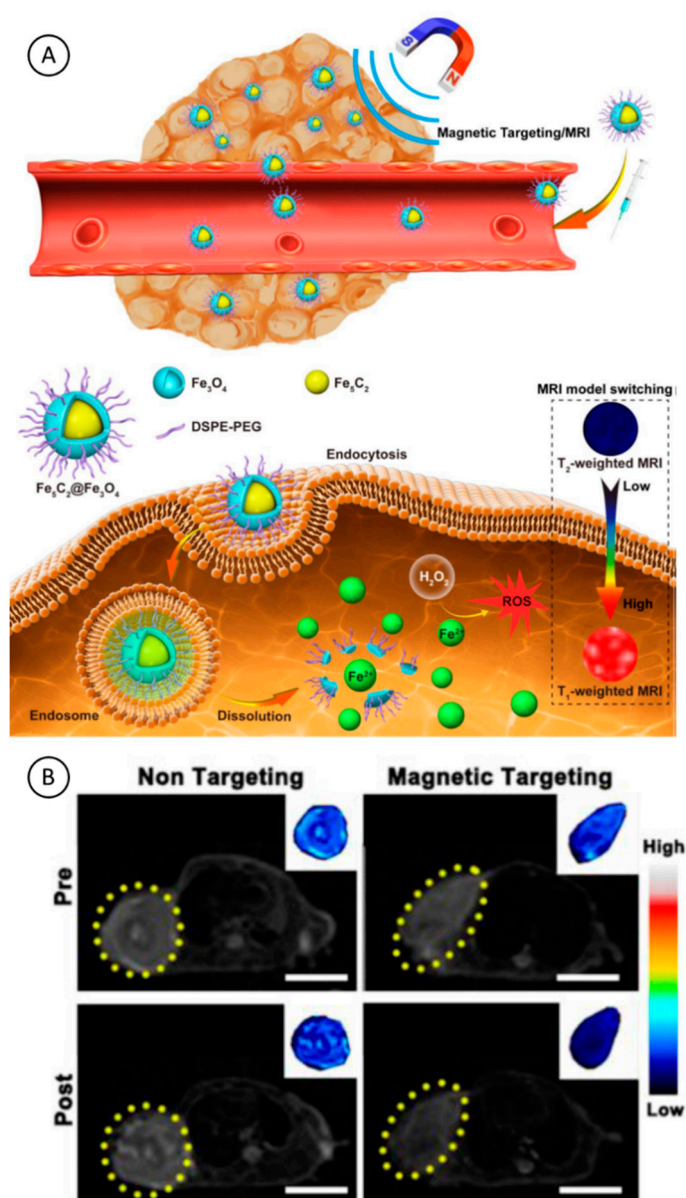 A
S
N
Magnetic Targeting/MRI
Fe₃O₄
Fe₅C₂
DSPE-PEG
Fe₅C₂@Fe₃O₄
Endocytosis
MRI model switching
T₂-weighted MRI
Low
High
T₁-weighted MRI
H₂O₂
ROS
Fe²⁺
Fe²⁺
Endosome
Dissolution
B
Non Targeting
Magnetic Targeting
High
Pre
Post
Low